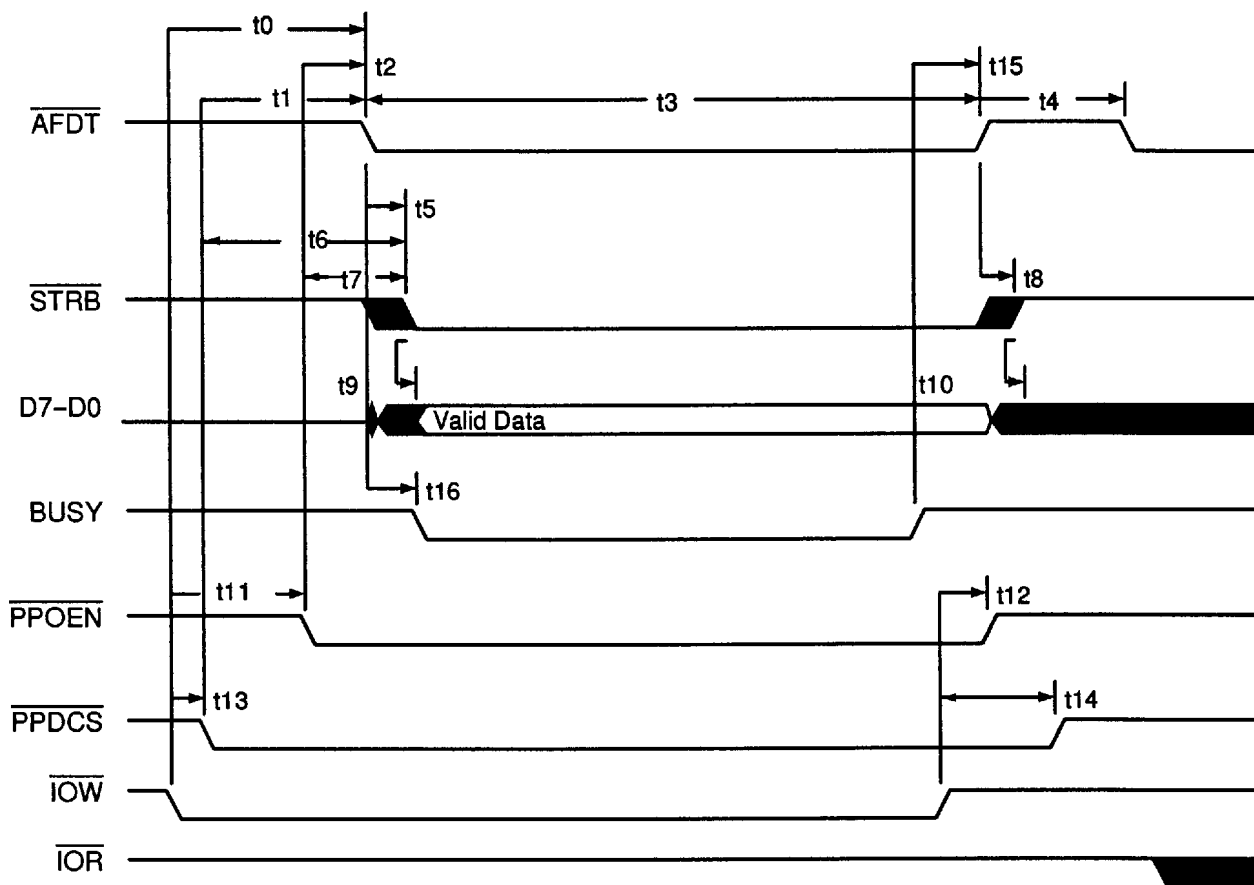 t0
t2
t15
t1
t3
t4
AFDT
t5
t6
t7
t8
STRB
t9
t10
D7–D0
Valid Data
t16
BUSY
t11
t12
PPOEN
t13
t14
PPDCS
IOW
IOR